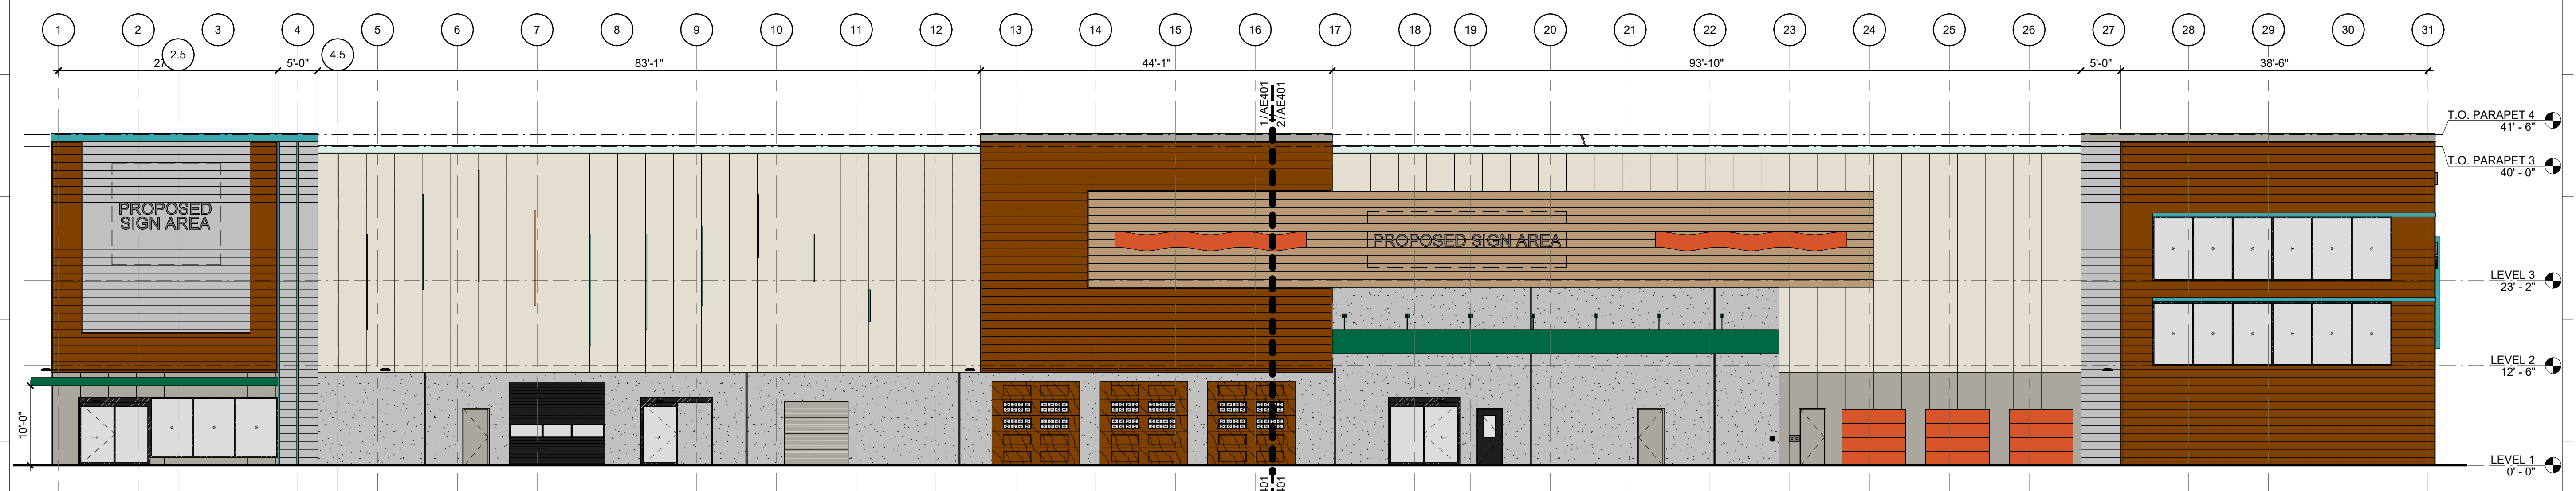 1 2 3 4 5 6 7 8 9 10 11 12 13 14 15 16 17 18 19 20 21 22 23 24 25 26 27 28 29 30 31
2.5 4.5
5'-0" 83'-1" 44'-1" 93'-10" 5'-0" 38'-6"
1 / AE401
2 / AE401
T.O. PARAPET 4
41' - 6"
T.O. PARAPET 3
40' - 0"
PROPOSED
SIGN AREA
PROPOSED SIGN AREA
LEVEL 3
23' - 2"
LEVEL 2
12' - 6"
10'-0"
LEVEL 1
0' - 0"